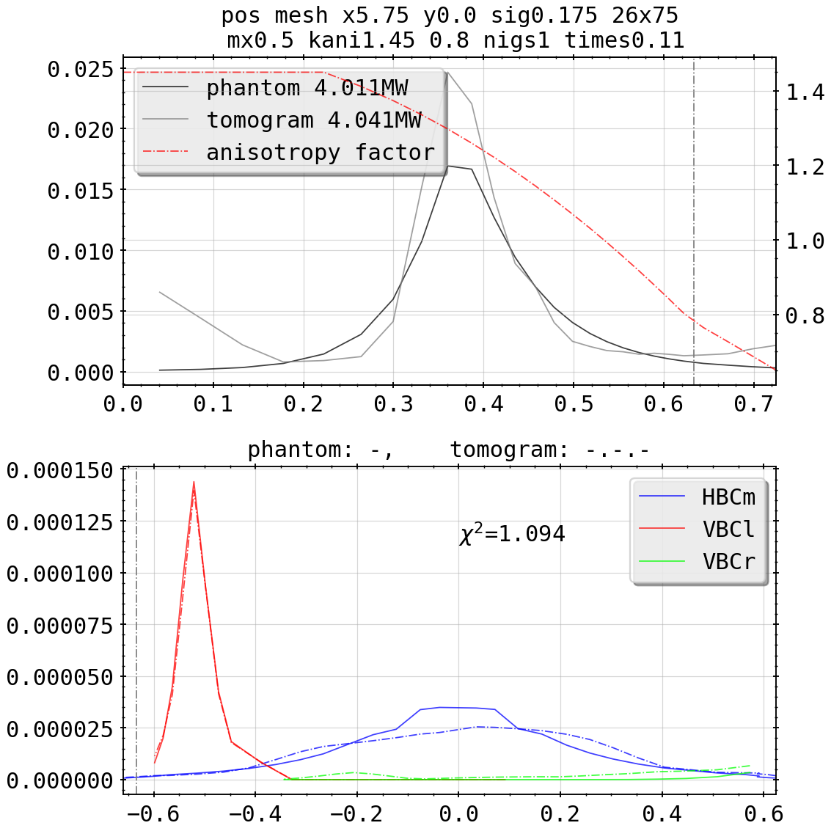 pos mesh x5.75 y0.0 sig0.175 26x75
mx0.5 kani1.45 0.8 nigs1 times0.11
0.025
0.020
0.015
0.010
0.005
0.000
phantom 4.011MW
tomogram 4.041MW
anisotropy factor
1.4
1.2
1.0
0.8
0.0 0.1 0.2 0.3 0.4 0.5 0.6 0.7
phantom: -, tomogram: -.-.-
0.000150
0.000125
0.000100
0.000075
0.000050
0.000025
0.000000
χ²=1.094
HBCm
VBCl
VBCr
−0.6 −0.4 −0.2 0.0 0.2 0.4 0.6